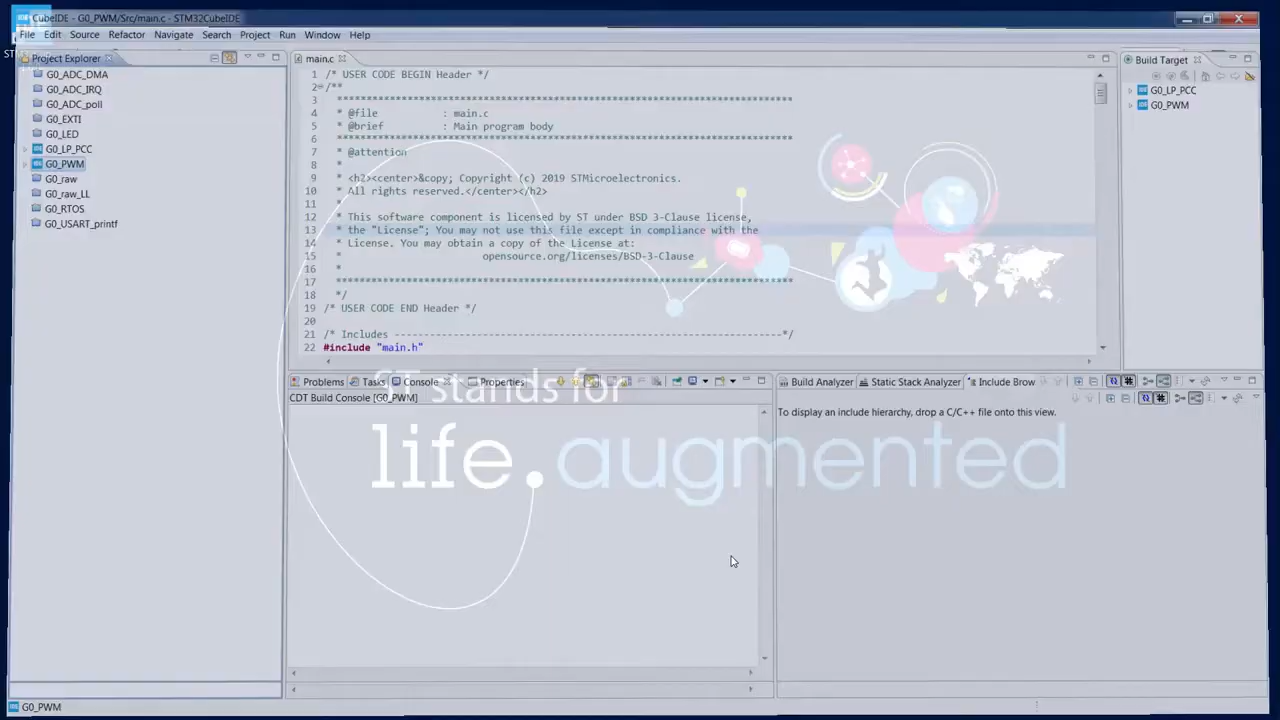 CubeIDE - G0_PWM/Src/main.c - STM32CubeIDE
File Edit Source Refactor Navigate Search Project Run Window Help
Project Explorer
G0_ADC_DMA
G0_ADC_IRQ
G0_ADC_poll
G0_EXTI
G0_LED
G0_LP_PCC
G0_PWM
G0_raw
G0_raw_LL
G0_RTOS
G0_USART_printf
main.c
1 /* USER CODE BEGIN Header */
2 /**
3 ******************************************************************************
4 * @file : main.c
5 * @brief : Main program body
6 ******************************************************************************
7 * @attention
8 *
9 * <h2><center>&copy; Copyright (c) 2019 STMicroelectronics.
10 * All rights reserved.</center></h2>
11 *
12 * This software component is licensed by ST under BSD 3-Clause license,
13 * the "License"; You may not use this file except in compliance with the
14 * License. You may obtain a copy of the License at:
15 * opensource.org/licenses/BSD-3-Clause
16 *
17 ******************************************************************************
18 */
19 /* USER CODE END Header */
20
21 /* Includes ------------------------------------------------------------------*/
22 #include "main.h"
Build Target
G0_LP_PCC
G0_PWM
Problems Tasks Console Properties
CDT Build Console [G0_PWM]
Build Analyzer Static Stack Analyzer Include Brow
To display an include hierarchy, drop a C/C++ file onto this view.
ST stands for
life.augmented
G0_PWM